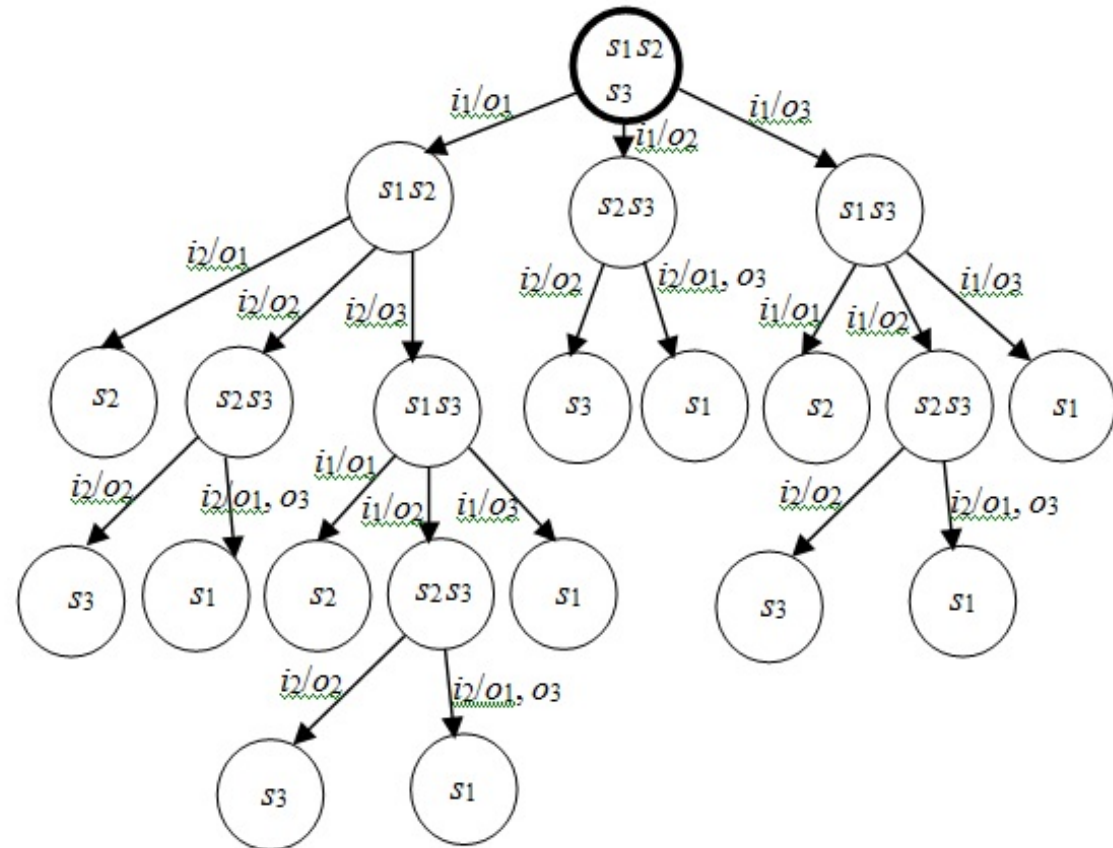 s1 s2
s3
i1/o1
i1/o2
i1/o3
s1 s2
s2 s3
s1 s3
i2/o1
i2/o2
i2/o3
i2/o2
i2/o1, o3
i1/o1
i1/o2
i1/o3
s2
s2 s3
s1 s3
s3
s1
s2
s2 s3
s1
i2/o2
i2/o1, o3
i1/o1
i1/o2
i1/o3
i2/o2
i2/o1, o3
s3
s1
s2
s2 s3
s1
s3
s1
i2/o2
i2/o1, o3
s3
s1